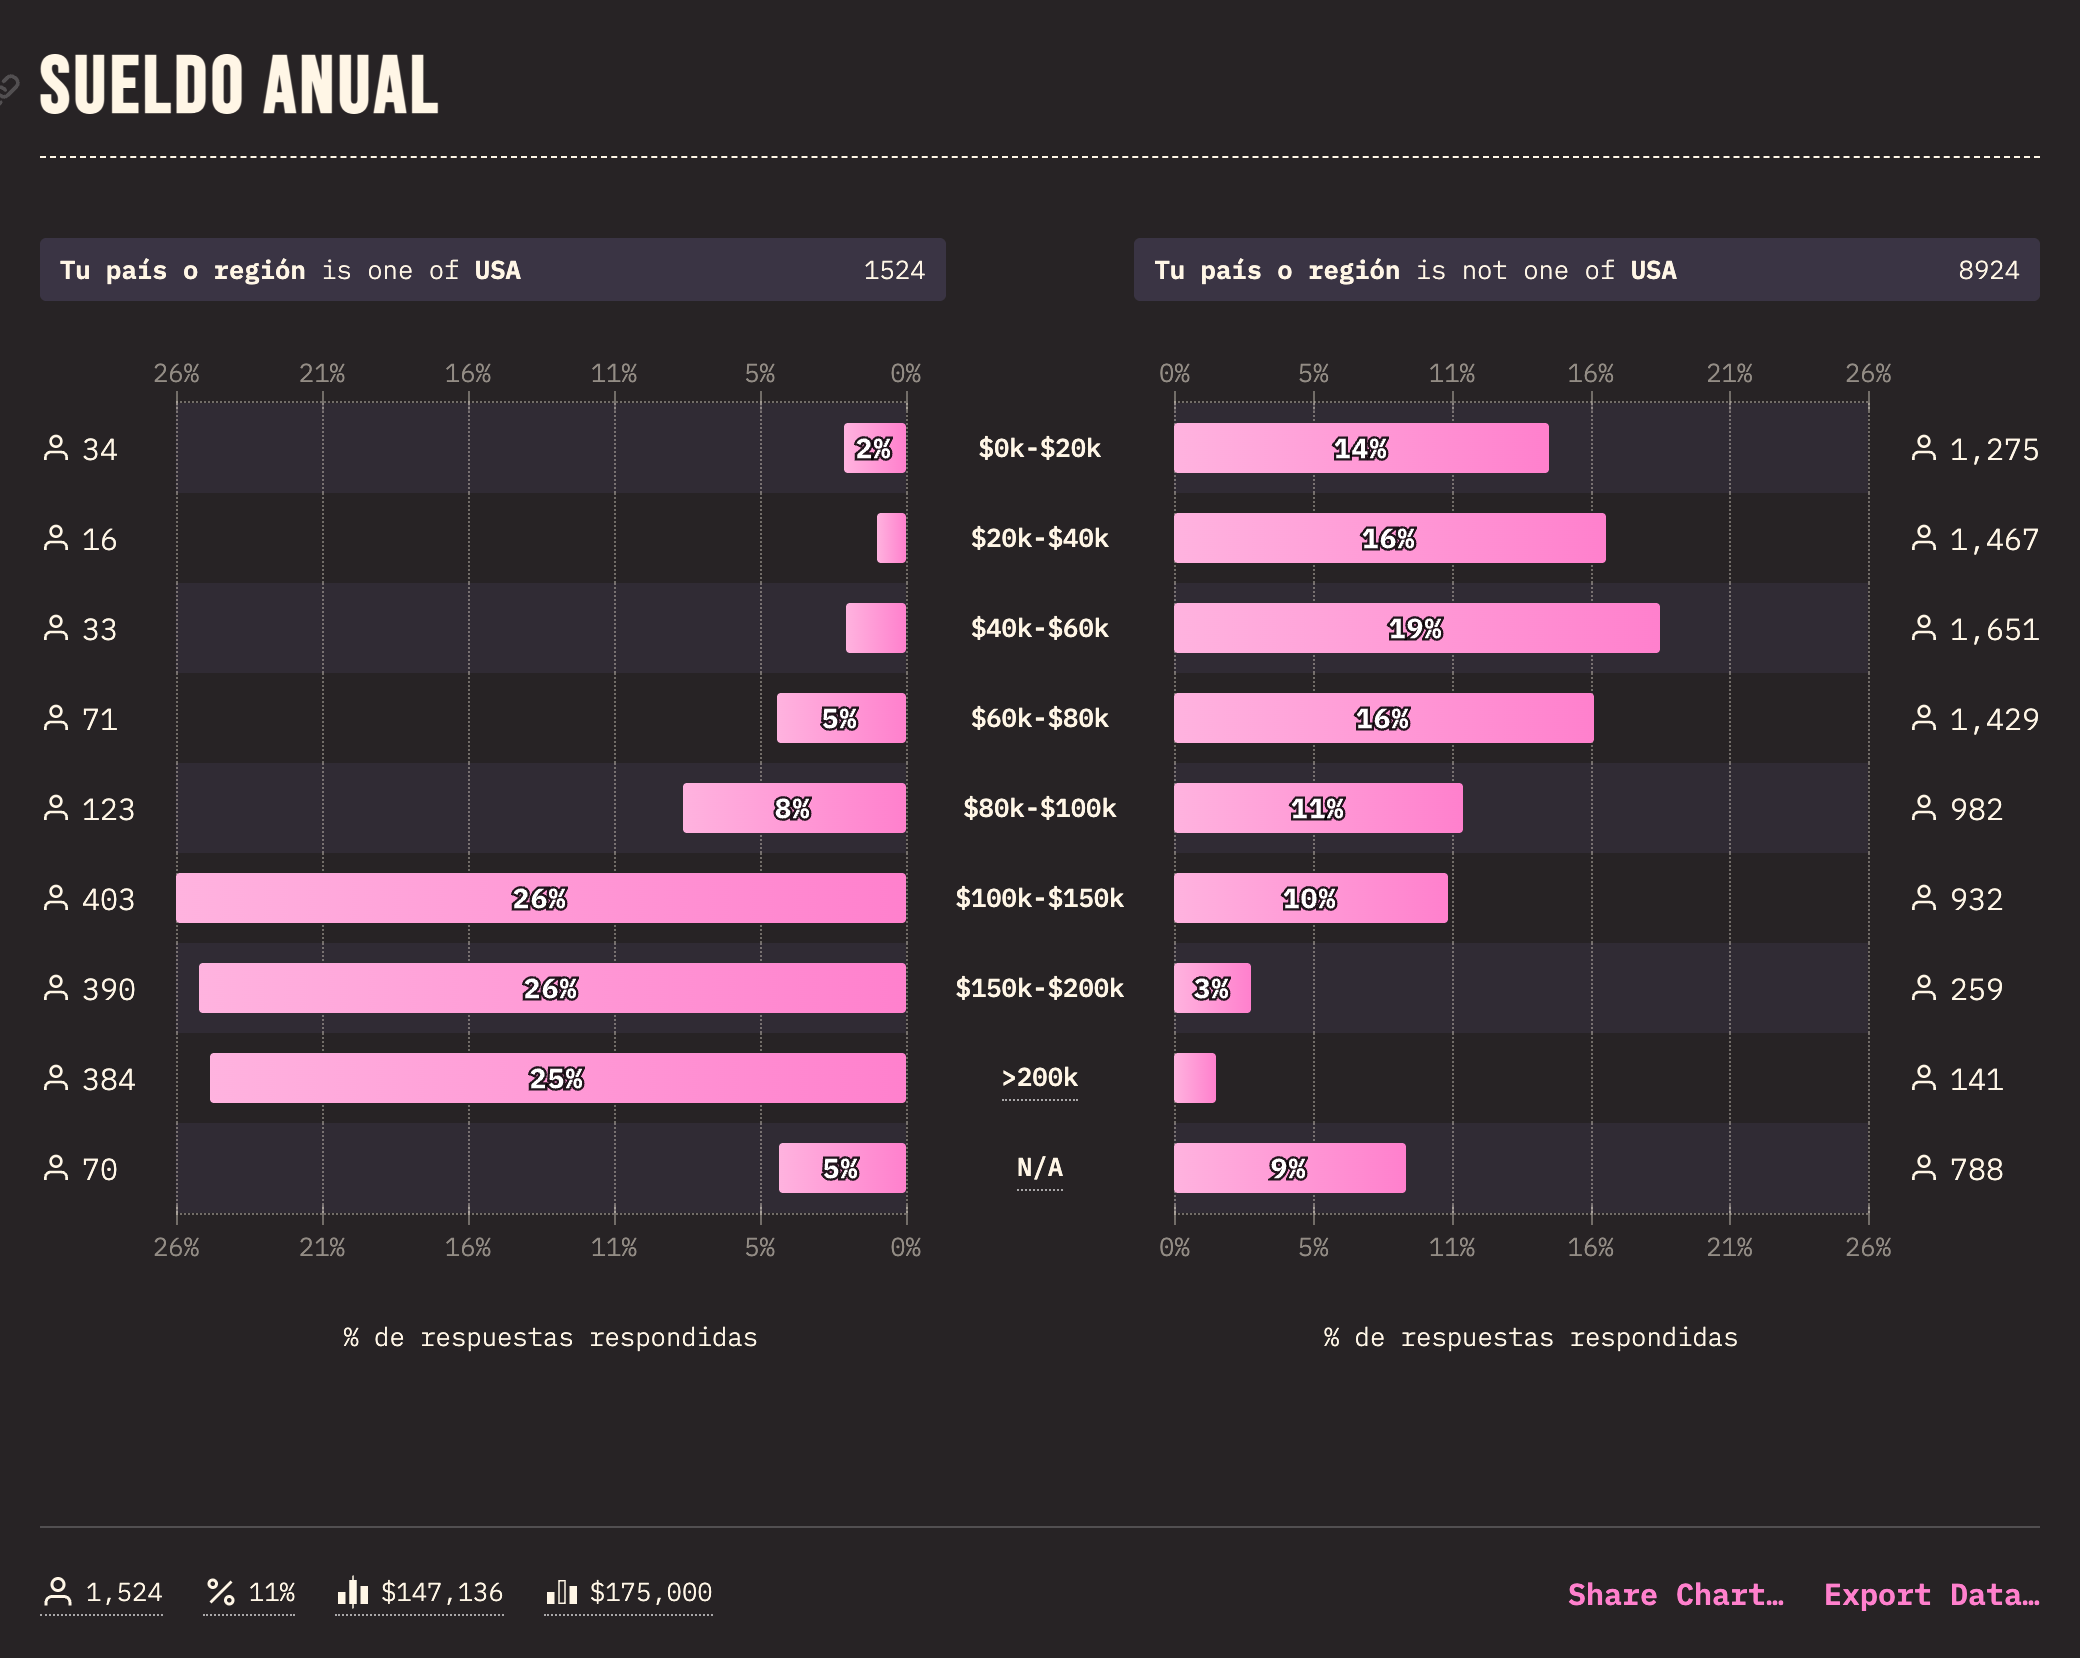 SUELDO ANUAL
Tu país o región is one of USA 1524
Tu país o región is not one of USA 8924
26% 21% 16% 11% 5% 0%
0% 5% 11% 16% 21% 26%
34 2% $0k-$20k 14% 1,275
16 $20k-$40k 16% 1,467
33 $40k-$60k 19% 1,651
71 5% $60k-$80k 16% 1,429
123 8% $80k-$100k 11% 982
403 26% $100k-$150k 10% 932
390 26% $150k-$200k 3% 259
384 25% >200k 141
70 5% N/A 9% 788
26% 21% 16% 11% 5% 0%
0% 5% 11% 16% 21% 26%
% de respuestas respondidas
% de respuestas respondidas
1,524 11% $147,136 $175,000
Share Chart… Export Data…